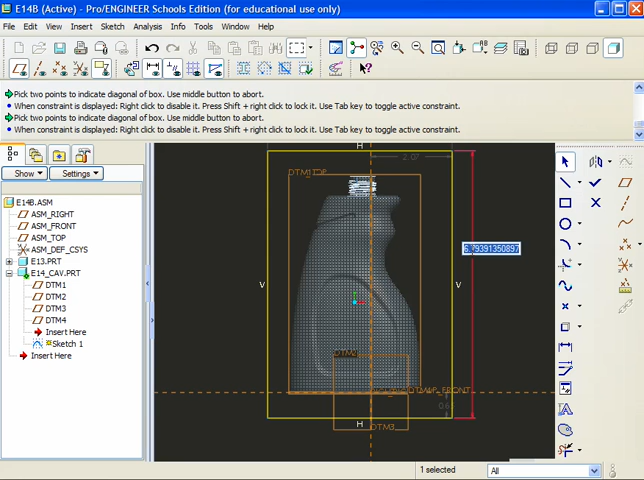 E14B (Active) - Pro/ENGINEER Schools Edition (for educational use only)
File Edit View Insert Sketch Analysis Info Tools Window Help
Pick two points to indicate diagonal of box. Use middle button to abort.
When constraint is displayed: Right click to disable it. Press Shift + right click to lock it. Use Tab key to toggle active constraint.
Pick two points to indicate diagonal of box. Use middle button to abort.
When constraint is displayed: Right click to disable it. Press Shift + right click to lock it. Use Tab key to toggle active constraint.
Show Settings
E14B.ASM
ASM_RIGHT
ASM_FRONT
ASM_TOP
ASM_DEF_CSYS
E13.PRT
E14_CAV.PRT
DTM1
DTM2
DTM3
DTM4
Insert Here
Sketch 1
Insert Here
H
2.07
V
V
DTM3
H
1 selected
All